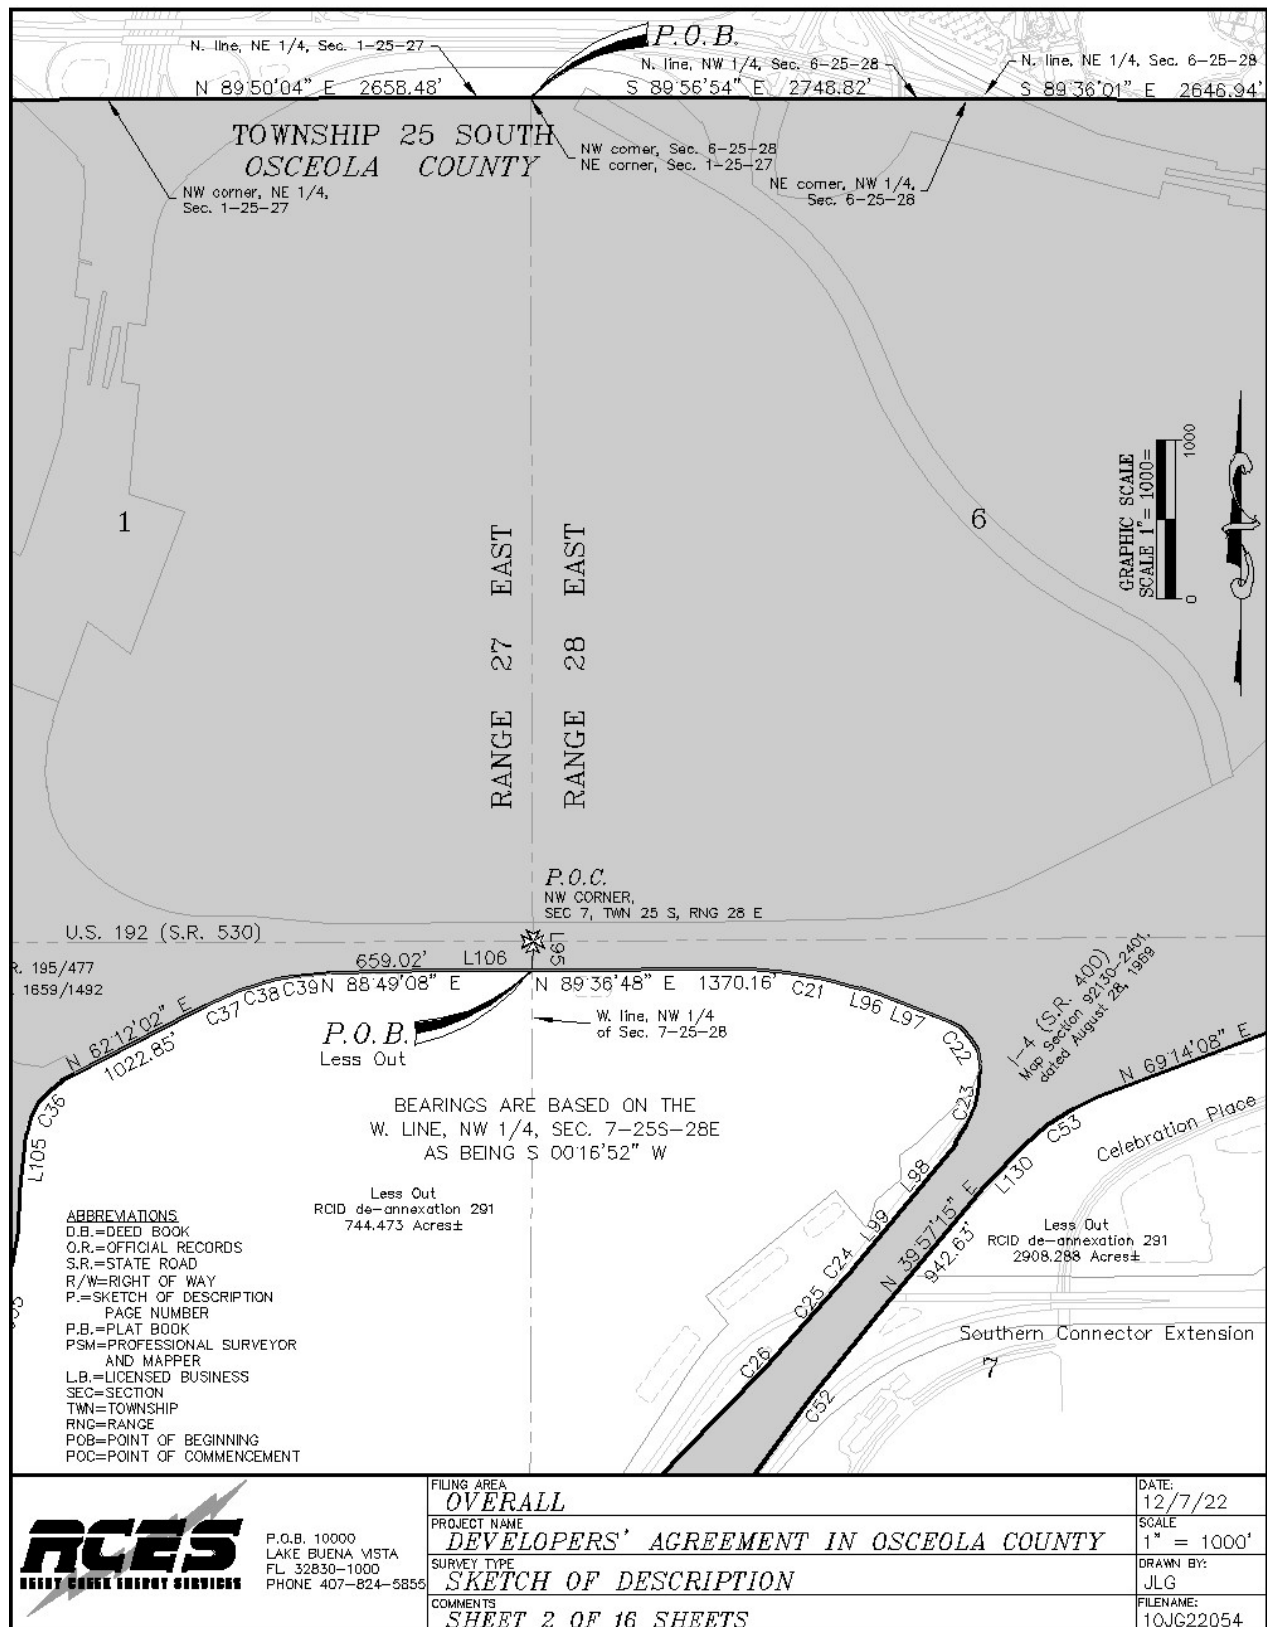 P.O.B.
N. line, NE 1/4, Sec. 1-25-27
N. line, NW 1/4, Sec. 6-25-28
N. line, NE 1/4, Sec. 6-25-28
N 89°50'04" E 2658.48'
S 89°56'54" E 2748.82'
S 89°36'01" E 2646.94'
TOWNSHIP 25 SOUTH
OSCEOLA COUNTY
NW corner, Sec. 6-25-28
NE corner, Sec. 1-25-27
NW corner, NE 1/4,
Sec. 1-25-27
NE corner, NW 1/4,
Sec. 6-25-28
1
6
RANGE 27 EAST
RANGE 28 EAST
GRAPHIC SCALE
SCALE 1"= 1000=
0
1000
P.O.C.
NW CORNER,
SEC 7, TWN 25 S, RNG 28 E
U.S. 192 (S.R. 530)
L95
R. 195/477
1659/1492
659.02' L106
C37 C38 C39 N 88°49'08" E
N 89°36'48" E 1370.16'
C21
L96
L97
C22
C23
P.O.B.
Less Out
W. line, NW 1/4
of Sec. 7-25-28
I-4 (S.R. 400)
Map Section 92130-2401,
dated August 28, 1969
N 62°12'02" E
1022.85'
C36
L105
N 69°14'08" E
C53
L130
Celebration Place
BEARINGS ARE BASED ON THE
W. LINE, NW 1/4, SEC. 7-25S-28E
AS BEING S 00°16'52" W
Less Out
RCID de-annexation 291
744.473 Acres±
L98
L99
C24
C25
C26
N 39°57'15" E
942.63'
C52
Less Out
RCID de-annexation 291
2908.288 Acres±
Southern Connector Extension
7
ABBREVIATIONS
D.B.=DEED BOOK
O.R.=OFFICIAL RECORDS
S.R.=STATE ROAD
R/W=RIGHT OF WAY
P.=SKETCH OF DESCRIPTION
PAGE NUMBER
P.B.=PLAT BOOK
PSM=PROFESSIONAL SURVEYOR
AND MAPPER
L.B.=LICENSED BUSINESS
SEC=SECTION
TWN=TOWNSHIP
RNG=RANGE
POB=POINT OF BEGINNING
POC=POINT OF COMMENCEMENT
RCES
REEDY CREEK ENERGY SERVICES
P.O.B. 10000
LAKE BUENA VISTA
FL 32830-1000
PHONE 407-824-5855
FILING AREA
OVERALL
PROJECT NAME
DEVELOPERS' AGREEMENT IN OSCEOLA COUNTY
SURVEY TYPE
SKETCH OF DESCRIPTION
COMMENTS
SHEET 2 OF 16 SHEETS
DATE:
12/7/22
SCALE
1" = 1000'
DRAWN BY:
JLG
FILENAME:
10JG22054